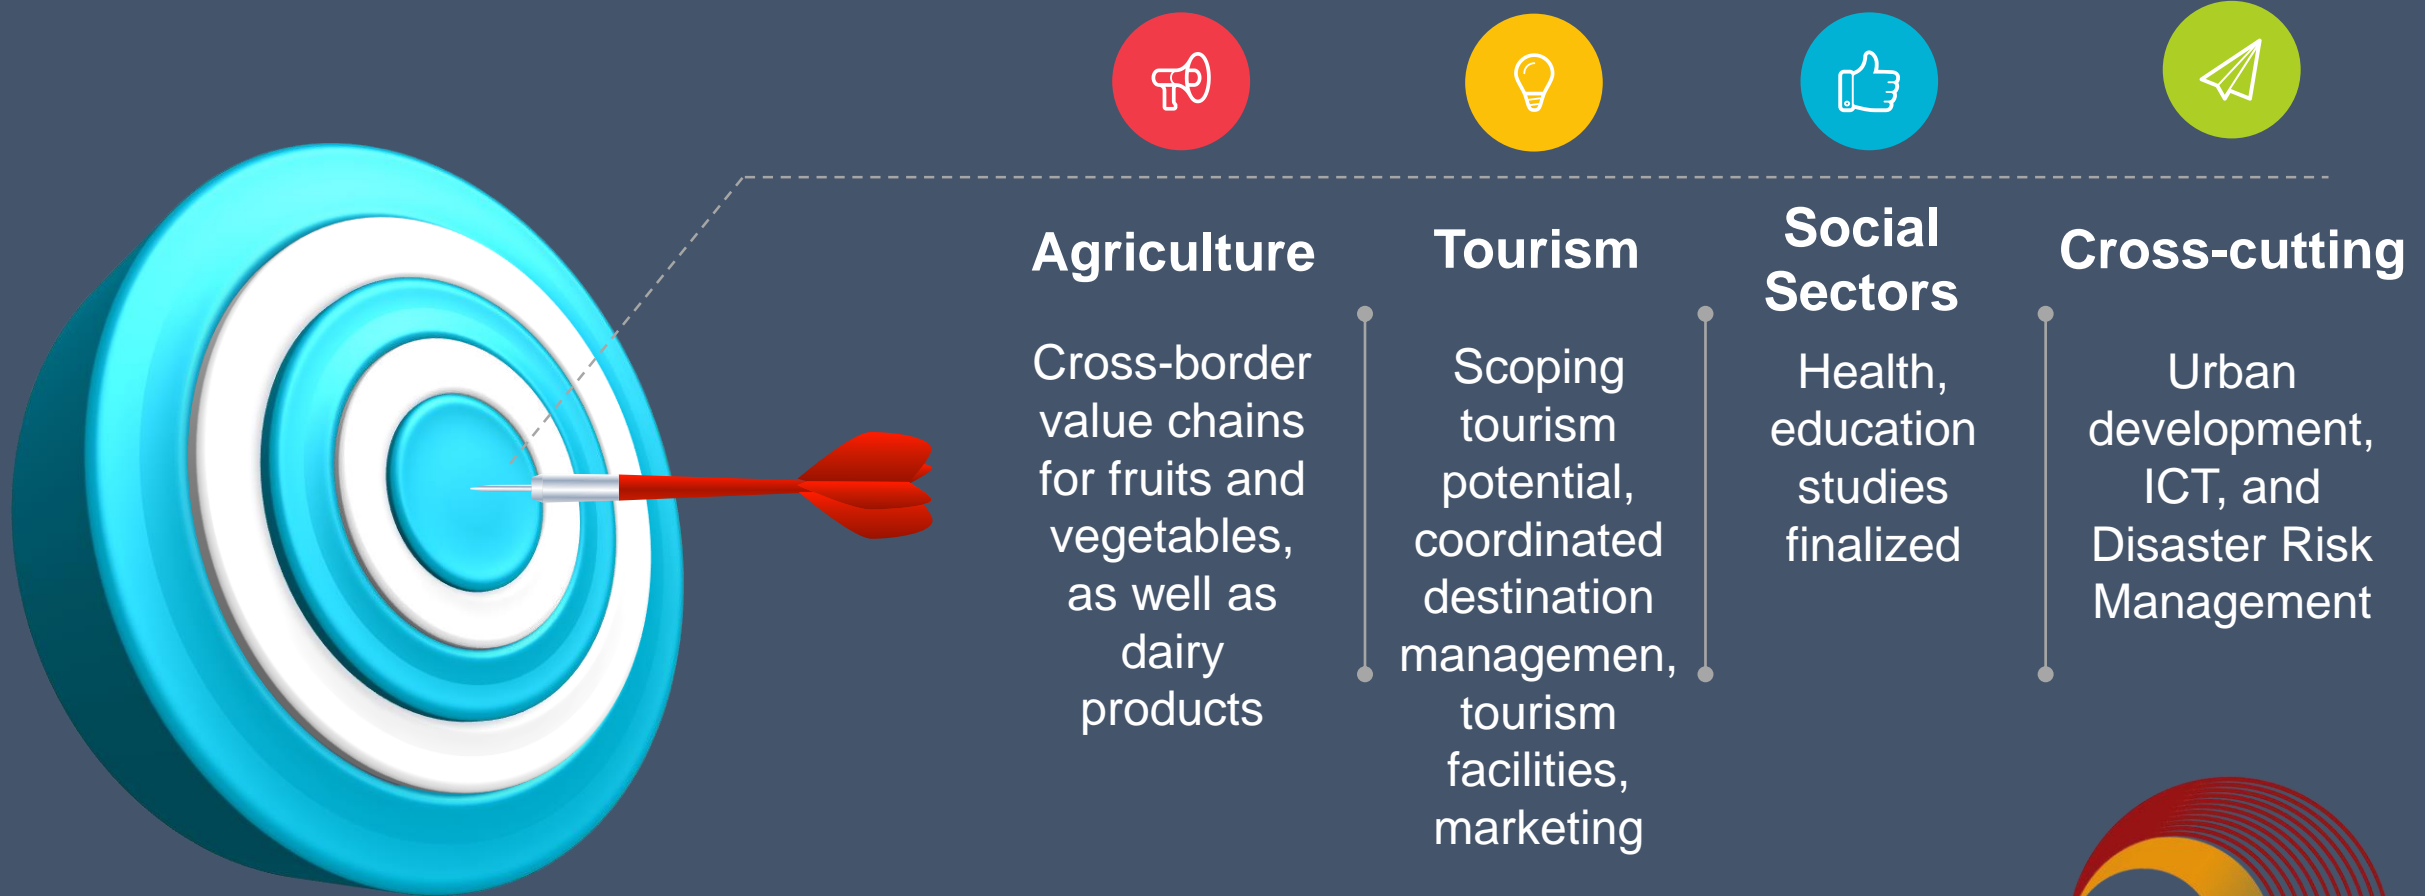 Agriculture
Cross-border
value chains
for fruits and
vegetables,
as well as
dairy
products
Tourism
Scoping
tourism
potential,
coordinated
destination
managemen,
tourism
facilities,
marketing
Social
Sectors
Health,
education
studies
finalized
Cross-cutting
Urban
development,
ICT, and
Disaster Risk
Management